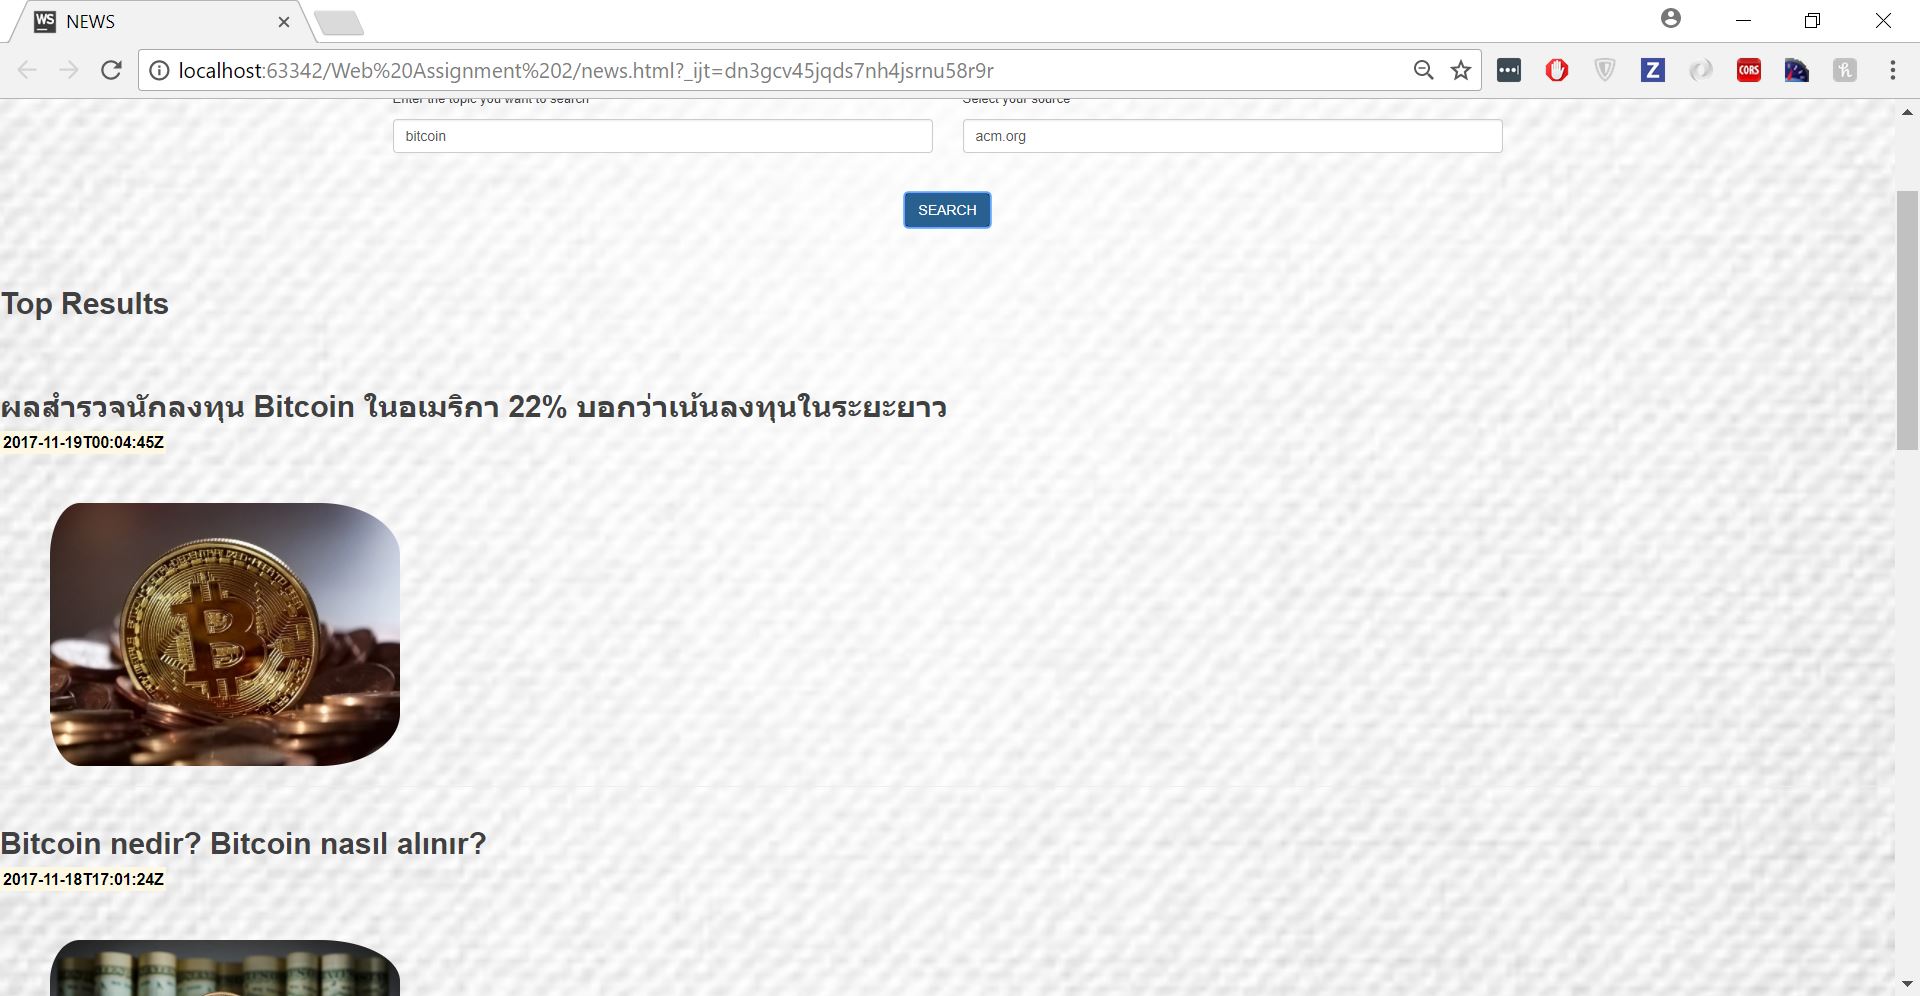 WS NEWS
localhost:63342/Web%20Assignment%202/news.html?_ijt=dn3gcv45jqds7nh4jsrnu58r9r
Z
CORS
h
Enter the topic you want to search
Select your source
bitcoin
acm.org
SEARCH
Top Results
ผลสำรวจนักลงทุน Bitcoin ในอเมริกา 22% บอกว่าเน้นลงทุนในระยะยาว
2017-11-19T00:04:45Z
Bitcoin nedir? Bitcoin nasıl alınır?
2017-11-18T17:01:24Z